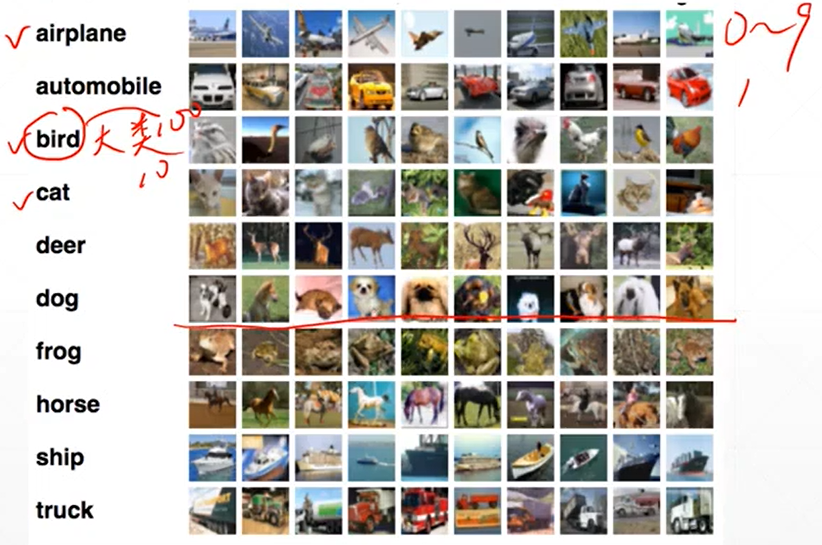 airplane 0~9
automobile 1
bird 大类100
10
cat
deer
dog
frog
horse
ship
truck